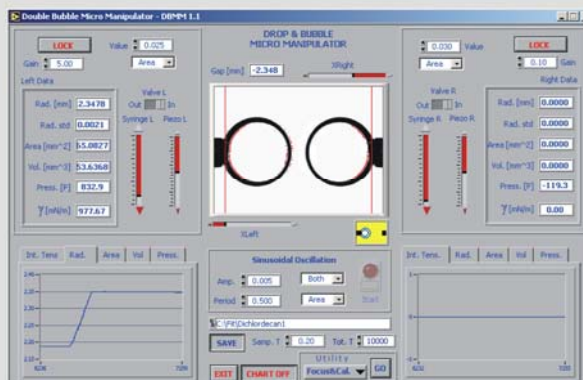 Double Bubble Micro Manipulator - DBMM 1.1
LOCK
Value 0.025
Gain 5.00
Area
Left Data
Rad. [mm] 2.3478
Rad. std 0.0021
Area [mm^2] 65.0827
Vol. [mm^3] 53.6368
Press. [P] 832.9
γ [mN/m] 977.67
Valve L
Out In
Syringe L Piezo L
DROP & BUBBLE
MICRO MANIPULATOR
Gap [mm] -2.348
XRight
XLeft
0.030 Value
LOCK
Area
0.10 Gain
Right Data
Valve R
Out In
Syringe R Piezo R
Rad. [mm] 0.0000
Rad. std 0.0000
Area [mm^2] 0.0000
Vol. [mm^3] 0.0000
Press. [P] -119.3
γ [mN/m] 0.00
Int. Tens Rad. Area Vol Press.
Sinusoidal Oscillation
Amp. 0.005 Both
Period 0.500 Area
Start
C:\Fit\Dichlordecan1
SAVE Samp. T 0.20 Tot. T 10000
Utility
EXIT CHART OFF Focus&Cal. GO
Int. Tens. Rad. Area Vol Press.
1
0